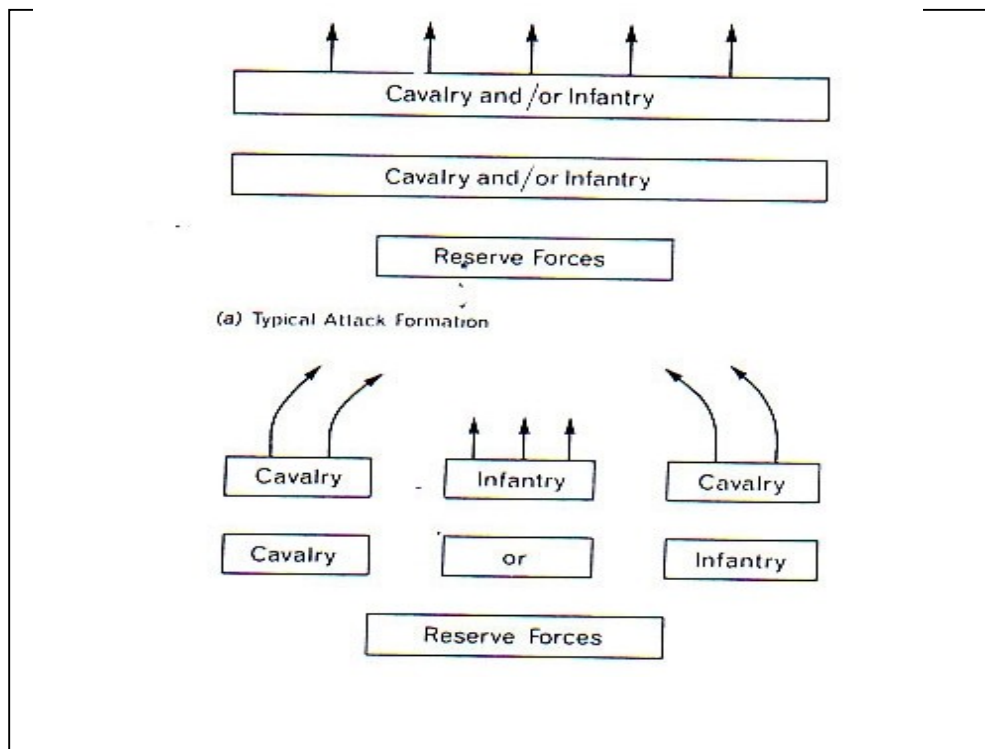 Cavalry and/or Infantry
Cavalry and/or Infantry
Reserve Forces
(a) Typical Attack Formation
Cavalry Infantry Cavalry
Cavalry or Infantry
Reserve Forces